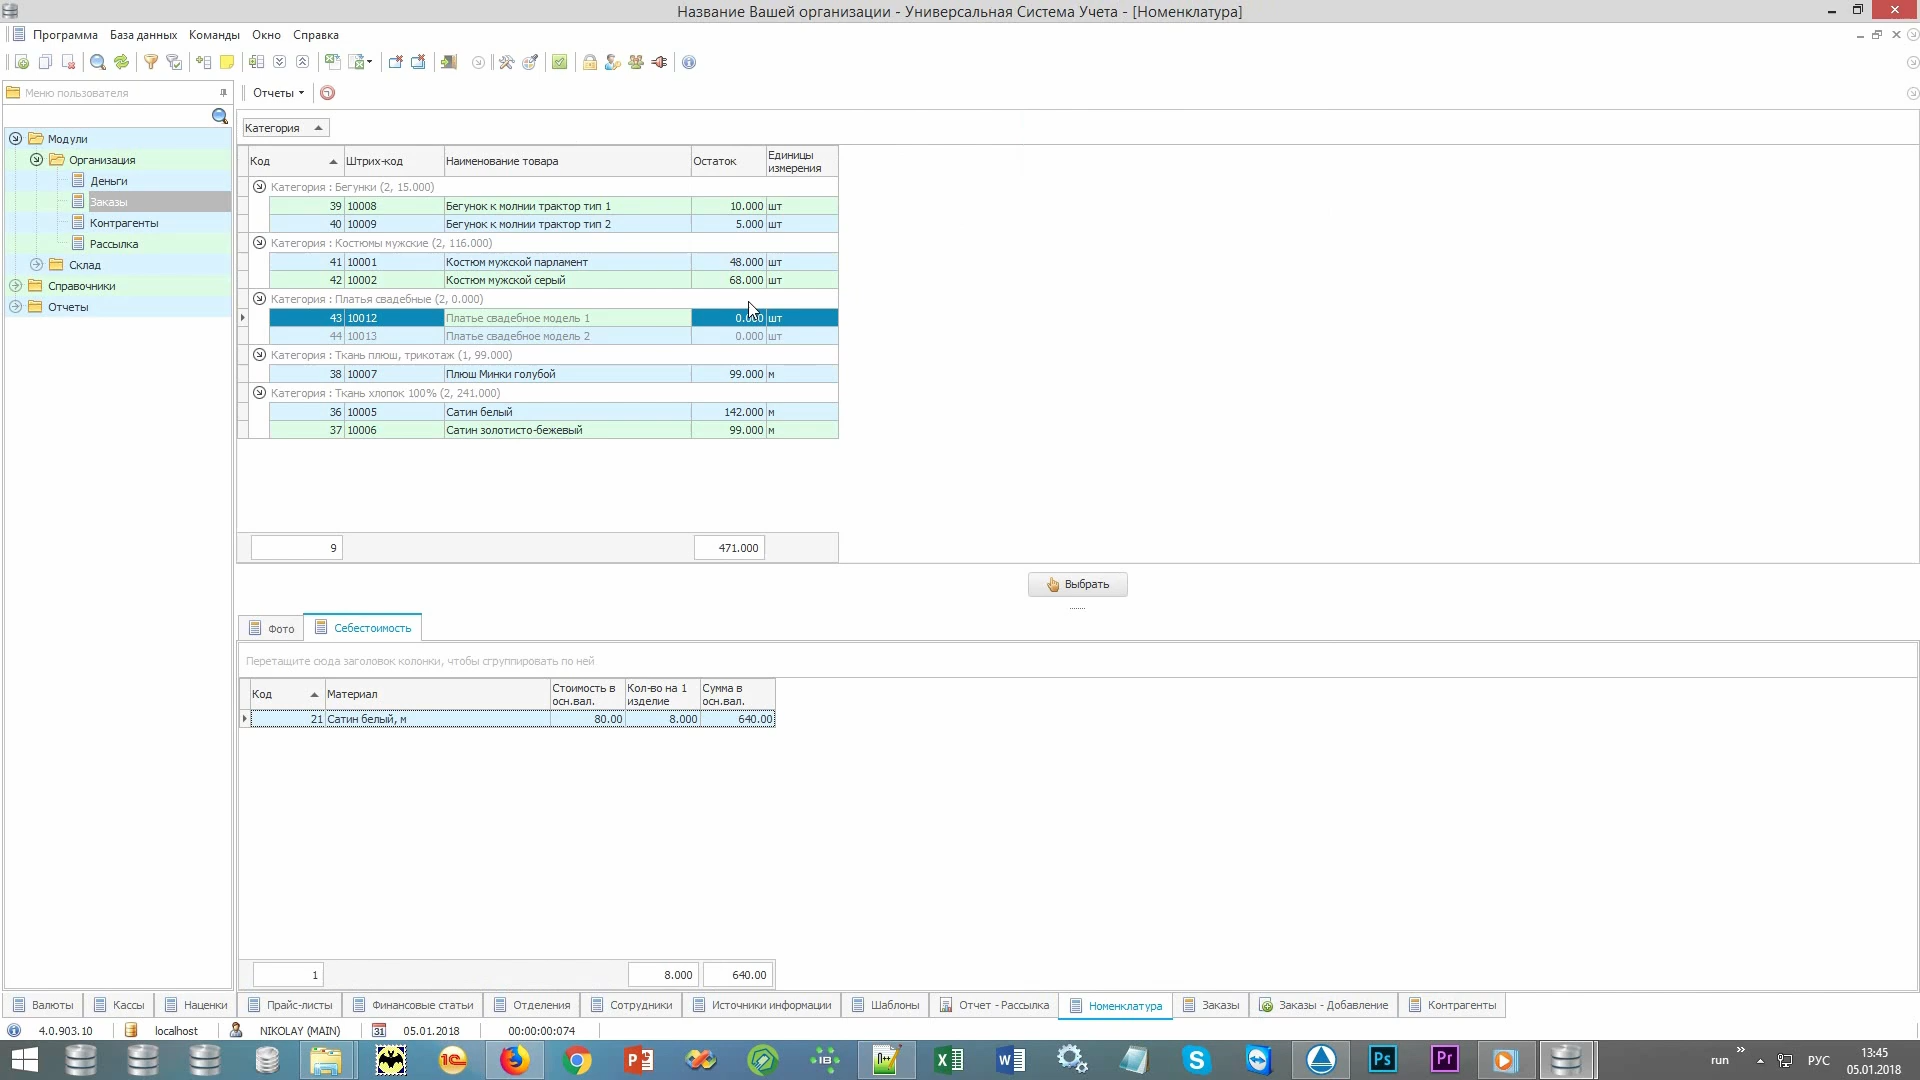 Название Вашей организации - Универсальная Система Учета - [Номенклатура]
Программа База данных Команды Окно Справка
Меню пользователя
Отчеты
Модули
Организация
Деньги
Заказы
Контрагенты
Рассылка
Склад
Справочники
Отчеты
Категория
Код Штрих-код Наименование товара Остаток Единицы измерения
Категория : Бегунки (2, 15.000)
39 10008 Бегунок к молнии трактор тип 1 10.000 шт
40 10009 Бегунок к молнии трактор тип 2 5.000 шт
Категория : Костюмы мужские (2, 116.000)
41 10001 Костюм мужской парламент 48.000 шт
42 10002 Костюм мужской серый 68.000 шт
Категория : Платья свадебные (2, 0.000)
43 10012 Платье свадебное модель 1 0.000 шт
44 10013 Платье свадебное модель 2 0.000 шт
Категория : Ткань плюш, трикотаж (1, 99.000)
38 10007 Плюш Минки голубой 99.000 м
Категория : Ткань хлопок 100% (2, 241.000)
36 10005 Сатин белый 142.000 м
37 10006 Сатин золотисто-бежевый 99.000 м
9 471.000
Выбрать
Фото Себестоимость
Перетащите сюда заголовок колонки, чтобы сгруппировать по ней
Код Материал Стоимость в осн.вал. Кол-во на 1 изделие Сумма в осн.вал.
21 Сатин белый, м 80.00 8.000 640.00
1 8.000 640.00
Валюты Кассы Наценки Прайс-листы Финансовые статьи Отделения Сотрудники Источники информации Шаблоны Отчет - Рассылка Номенклатура Заказы Заказы - Добавление Контрагенты
4.0.903.10 localhost NIKOLAY (MAIN) 31 05.01.2018 00:00:00:074
run РУС 13:45
05.01.2018